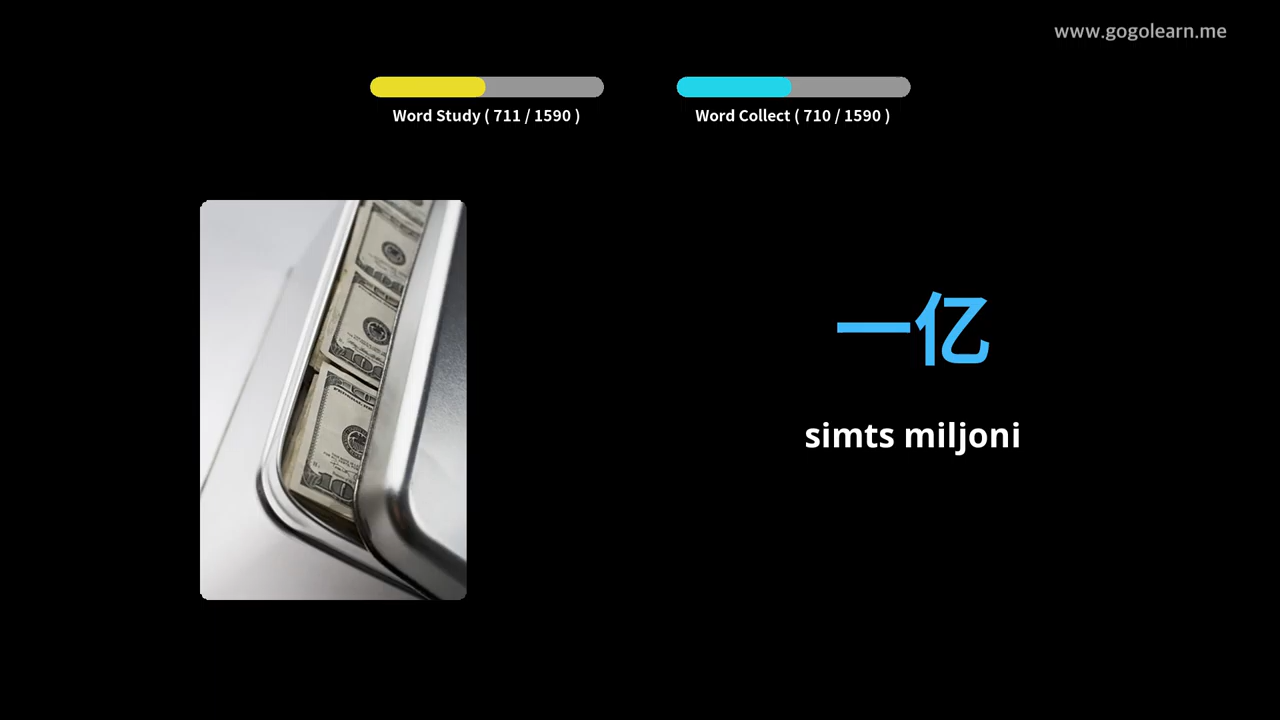 www.gogolearn.me
Word Study ( 711 / 1590 )
Word Collect ( 710 / 1590 )
一亿
simts miljoni